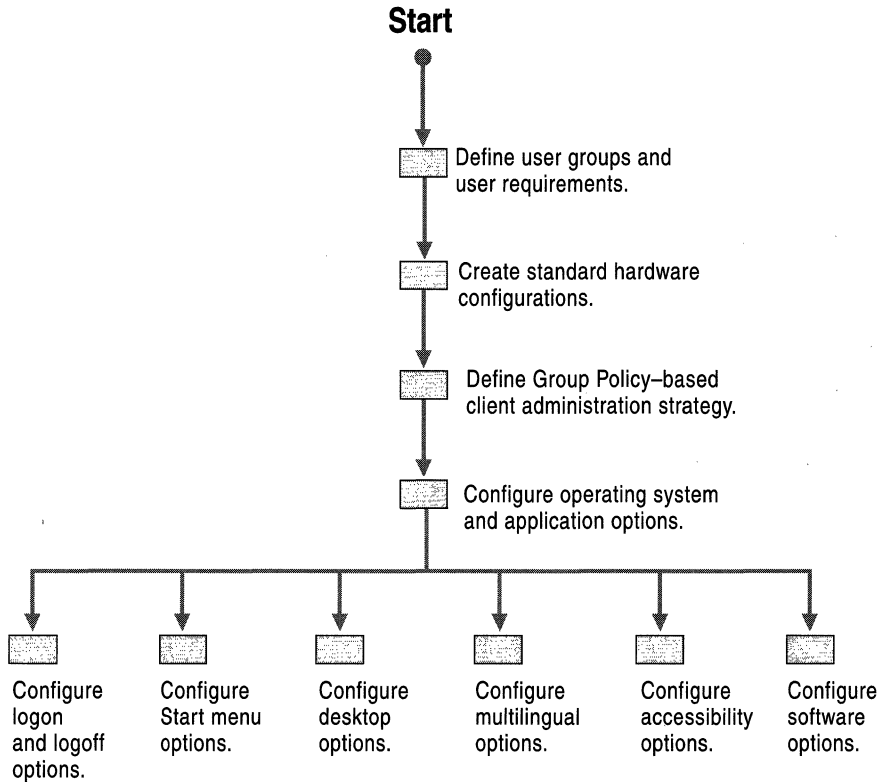 Start
Define user groups and
user requirements.
Create standard hardware
configurations.
Define Group Policy–based
client administration strategy.
Configure operating system
and application options.
Configure
logon
and logoff
options.
Configure
Start menu
options.
Configure
desktop
options.
Configure
multilingual
options.
Configure
accessibility
options.
Configure
software
options.